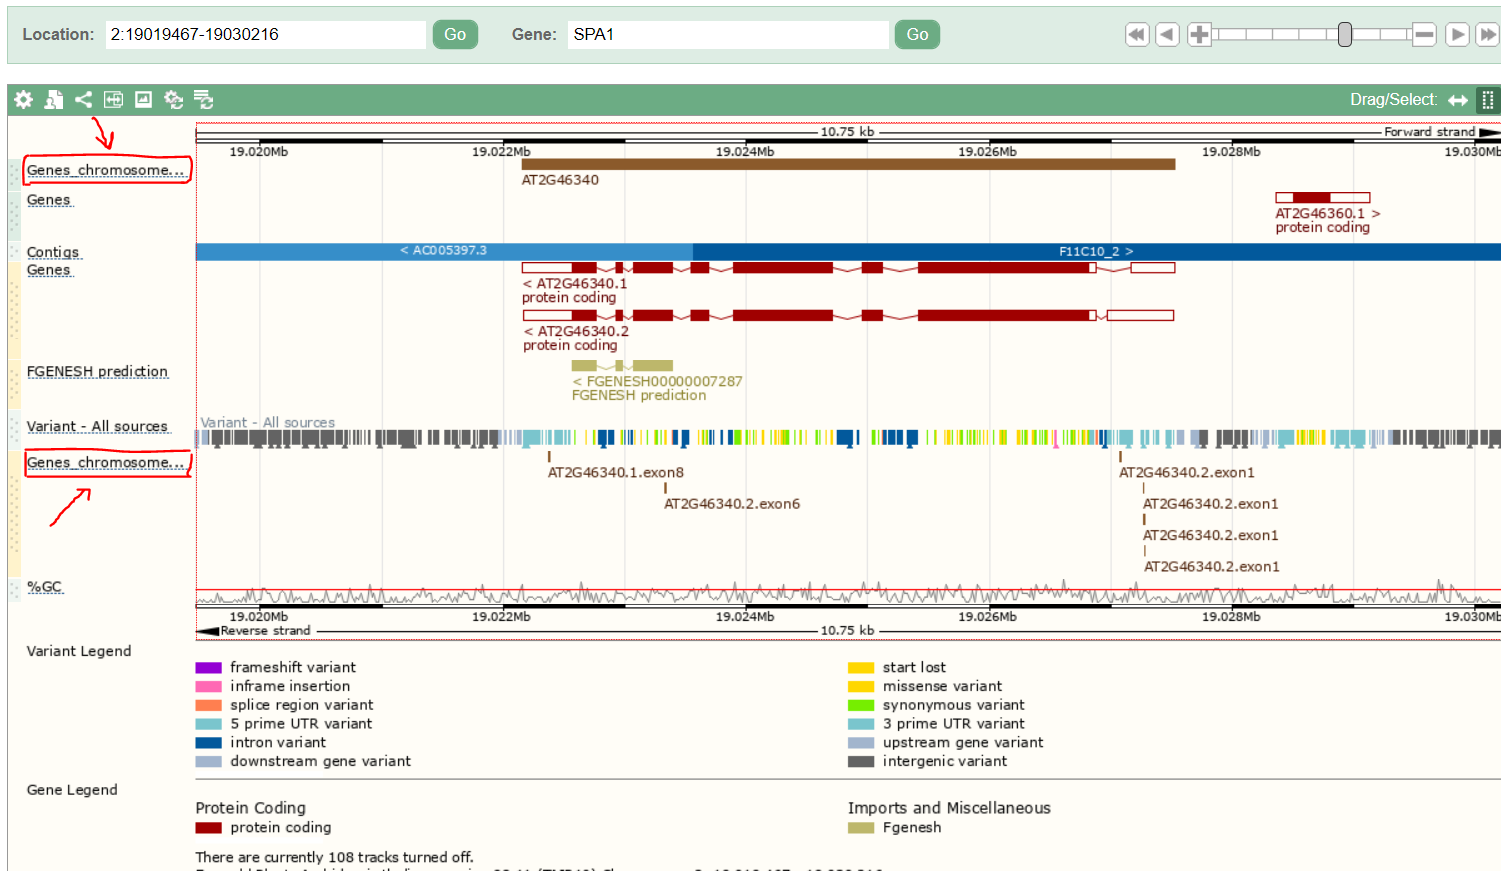 Location: 2:19019467-19030216 Go Gene: SPA1 Go
Drag/Select:
10.75 kb Forward strand
19.020Mb 19.022Mb 19.024Mb 19.026Mb 19.028Mb 19.030Mb
Genes_chromosome...
AT2G46340
Genes
AT2G46360.1 >
protein coding
Contigs < AC005397.3 F11C10_2 >
Genes
< AT2G46340.1
protein coding
< AT2G46340.2
protein coding
FGENESH prediction
< FGENESH00000007287
FGENESH prediction
Variant - All sources
Variant - All sources
Genes_chromosome...
AT2G46340.1.exon8 AT2G46340.2.exon1
AT2G46340.2.exon6 AT2G46340.2.exon1
AT2G46340.2.exon1
AT2G46340.2.exon1
%GC
19.020Mb 19.022Mb 19.024Mb 19.026Mb 19.028Mb 19.030Mb
Reverse strand 10.75 kb
Variant Legend
frameshift variant start lost
inframe insertion missense variant
splice region variant synonymous variant
5 prime UTR variant 3 prime UTR variant
intron variant upstream gene variant
downstream gene variant intergenic variant
Gene Legend
Protein Coding Imports and Miscellaneous
protein coding Fgenesh
There are currently 108 tracks turned off.